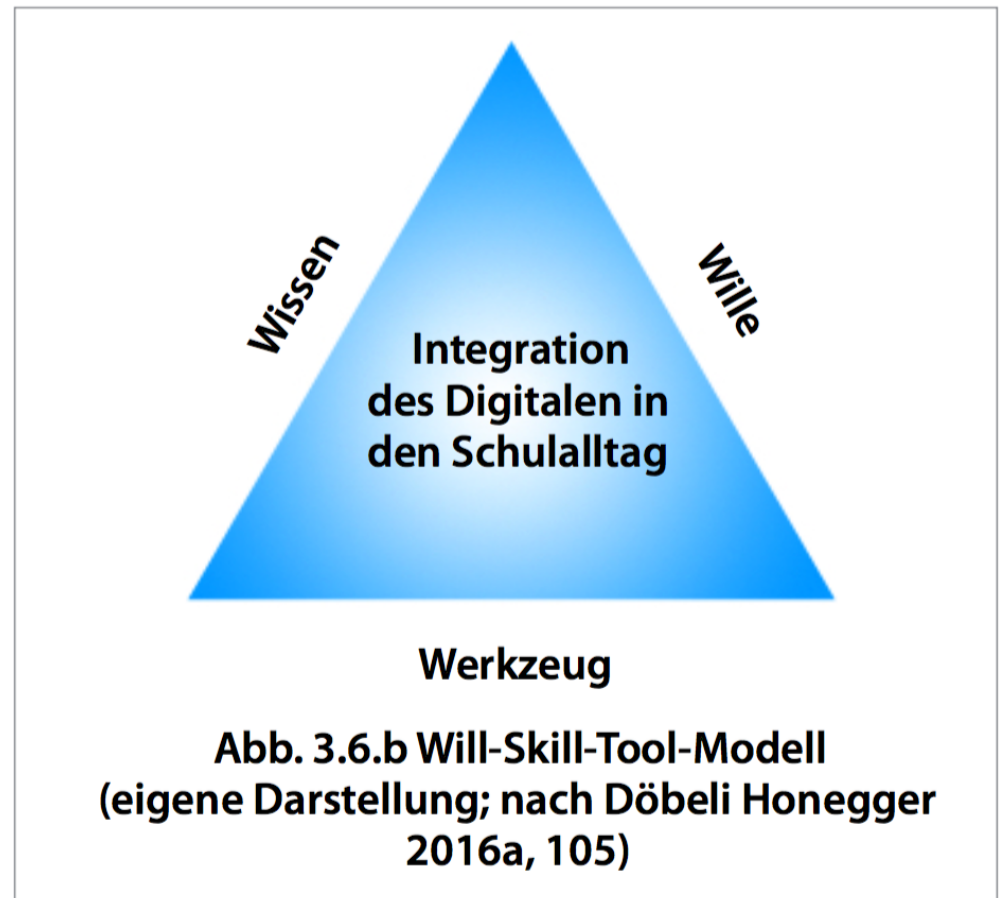 Wissen
Wille
Integration
des Digitalen in
den Schulalltag
Werkzeug
Abb. 3.6.b Will-Skill-Tool-Modell
(eigene Darstellung; nach Döbeli Honegger
2016a, 105)